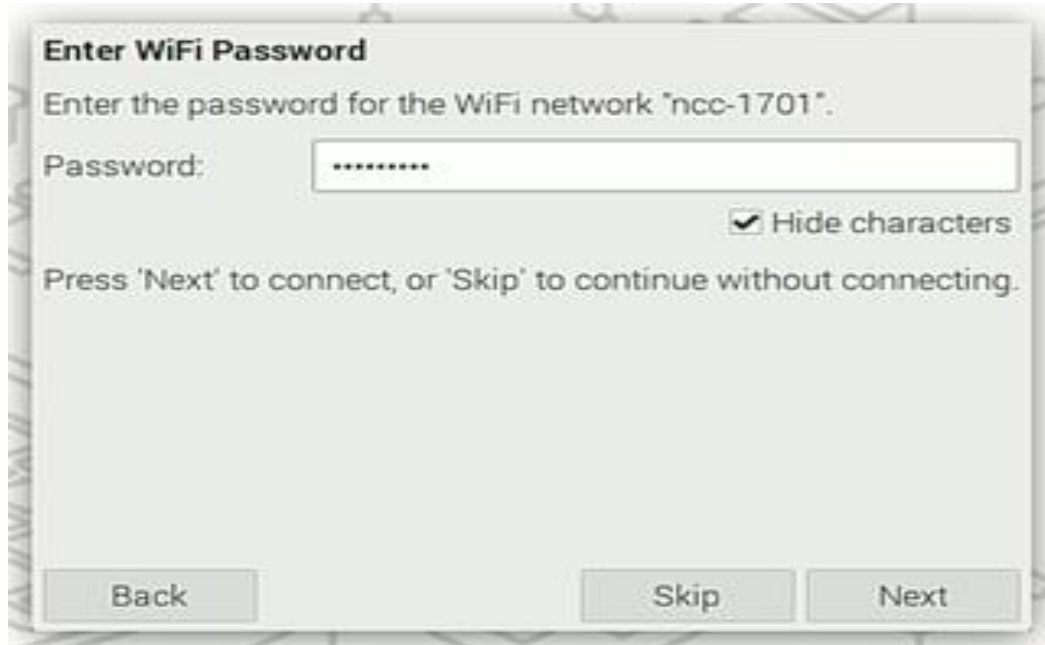 Enter WiFi Password
Enter the password for the WiFi network "ncc-1701".
Password: •••••••••
Hide characters
Press 'Next' to connect, or 'Skip' to continue without connecting.
Back Skip Next